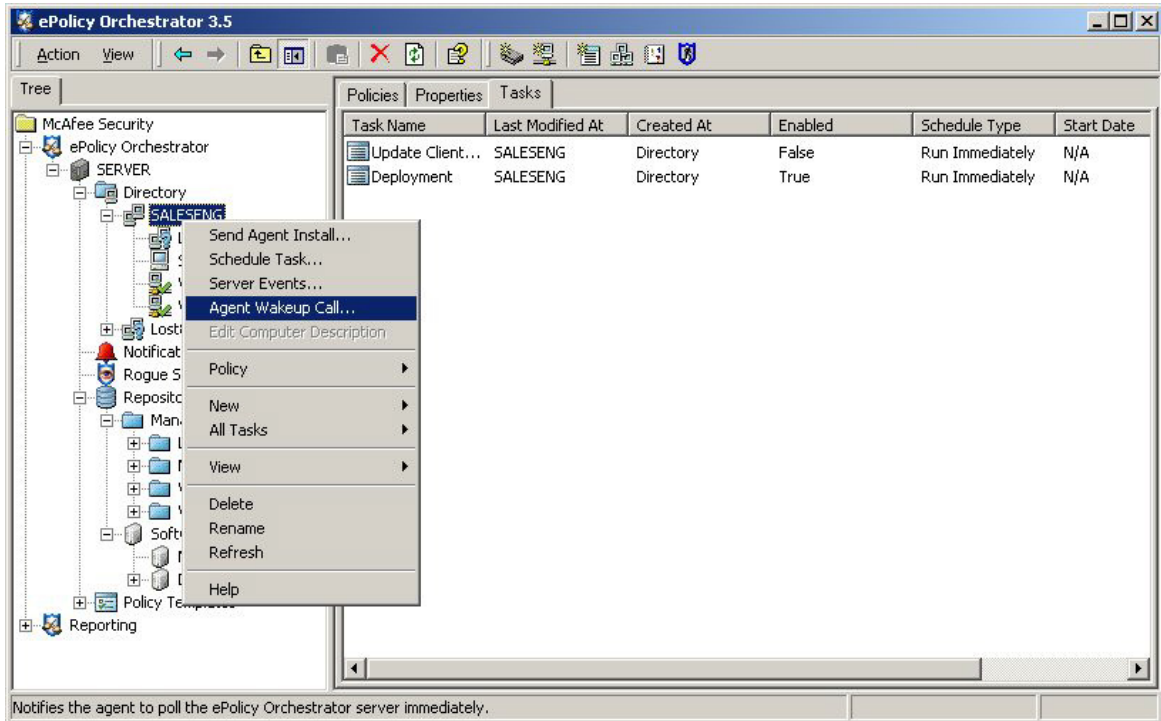 ePolicy Orchestrator 3.5
Action View
Tree
Policies Properties Tasks
McAfee Security
ePolicy Orchestrator
SERVER
Directory
SALESENG
Notificat
Rogue S
Reposito
Man
Soft
Policy Te
Reporting
Send Agent Install...
Schedule Task...
Server Events...
Agent Wakeup Call...
Edit Computer Description
Policy
New
All Tasks
View
Delete
Rename
Refresh
Help
Task Name Last Modified At Created At Enabled Schedule Type Start Date
Update Client... SALESENG Directory False Run Immediately N/A
Deployment SALESENG Directory True Run Immediately N/A
Notifies the agent to poll the ePolicy Orchestrator server immediately.